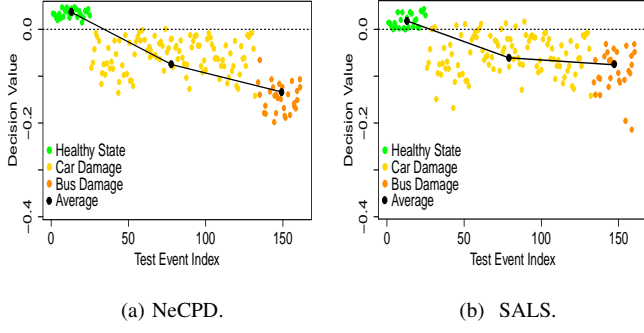 0.0
−0.2
−0.4
Decision Value
Healthy State
Car Damage
Bus Damage
Average
0 50 100 150
Test Event Index
(a) NeCPD.
0.0
−0.2
−0.4
Decision Value
Healthy State
Car Damage
Bus Damage
Average
0 50 100 150
Test Event Index
(b) SALS.